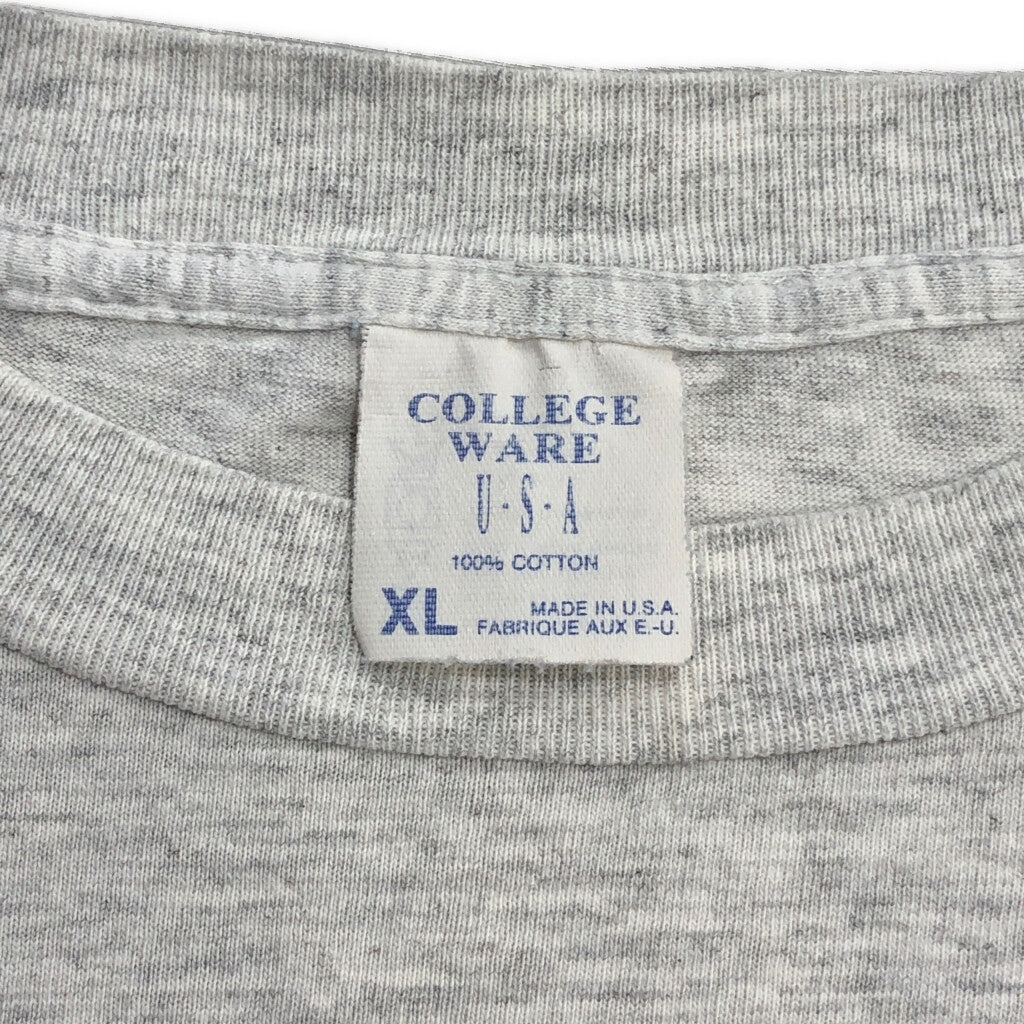 COLLEGE
WARE
U·S·A
100% COTTON
XL MADE IN U.S.A.
FABRIQUE AUX E.-U.